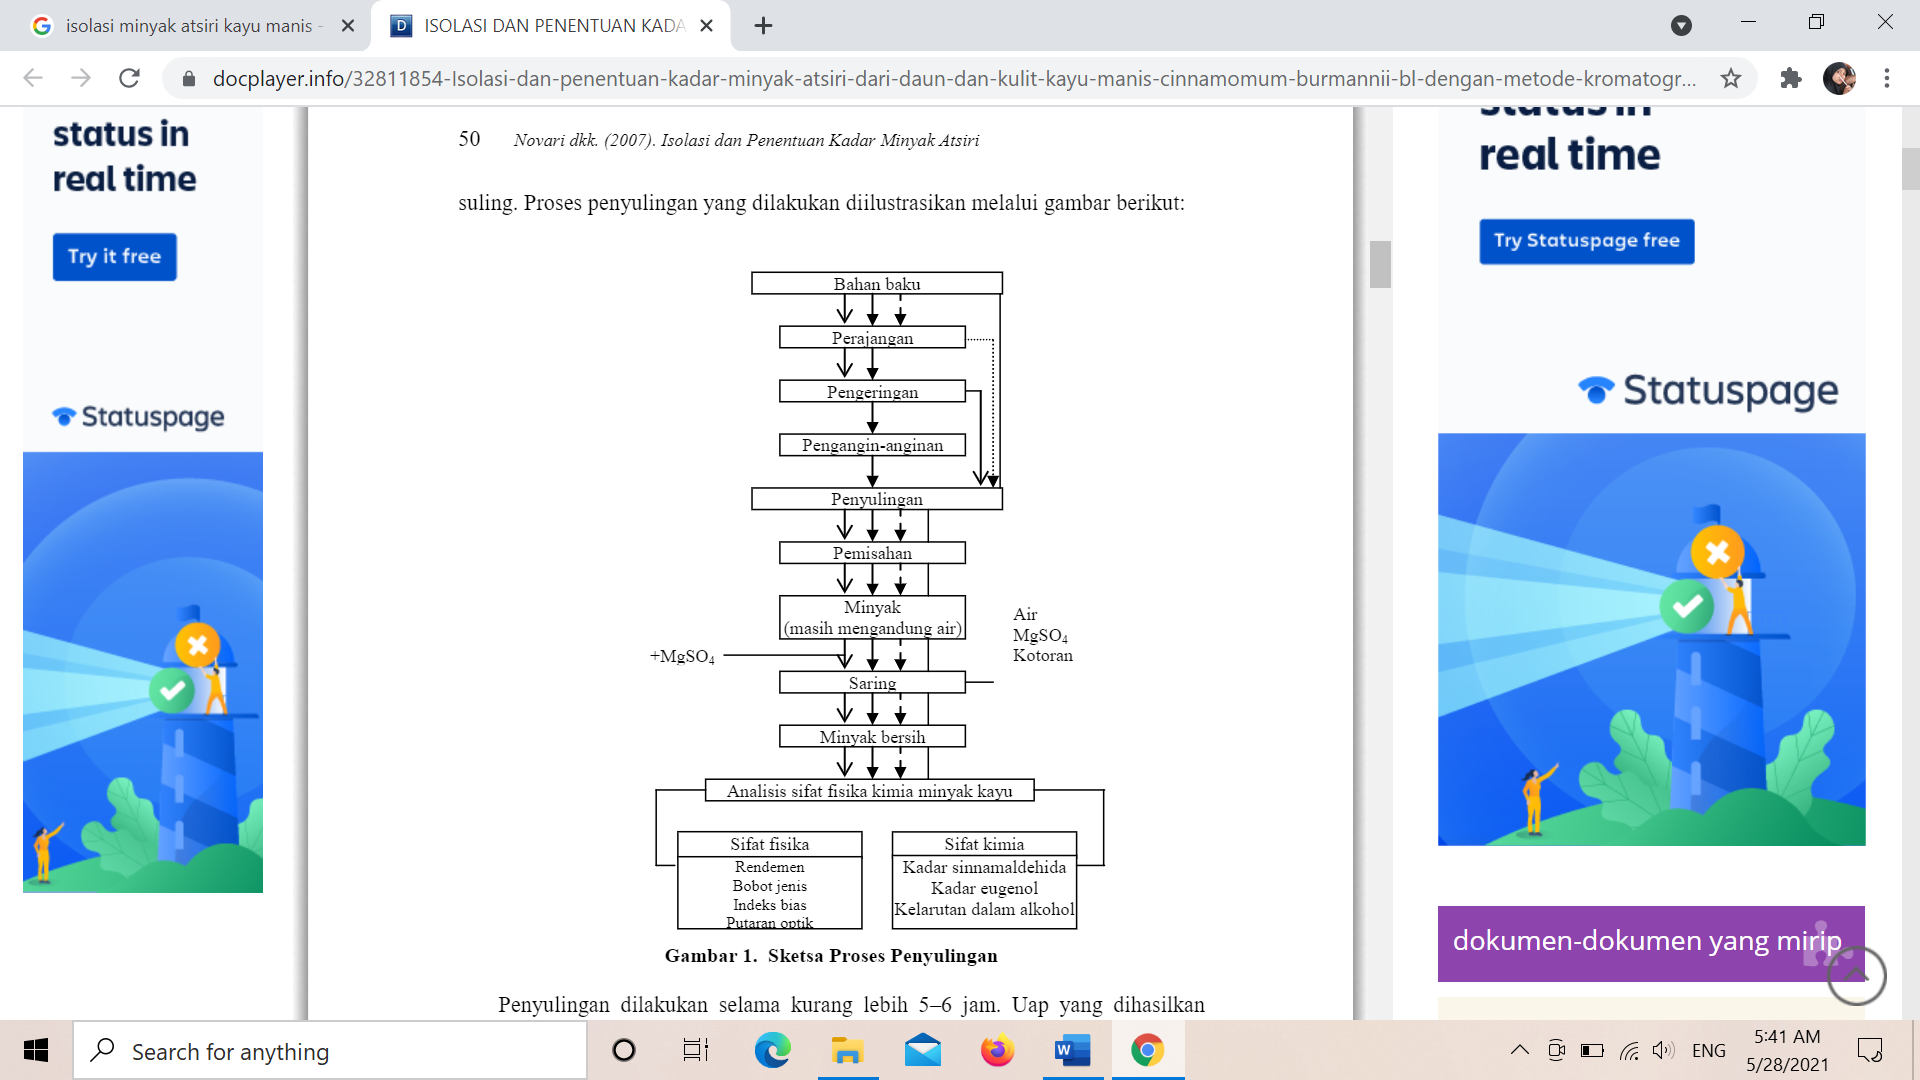 isolasi minyak atsiri kayu manis -
D ISOLASI DAN PENENTUAN KADA
docplayer.info/32811854-Isolasi-dan-penentuan-kadar-minyak-atsiri-dari-daun-dan-kulit-kayu-manis-cinnamomum-burmannii-bl-dengan-metode-kromatogr...
status in
real time
Try it free
Statuspage
50 Novari dkk. (2007). Isolasi dan Penentuan Kadar Minyak Atsiri
suling. Proses penyulingan yang dilakukan diilustrasikan melalui gambar berikut:
Bahan baku
Perajangan
Pengeringan
Pengangin-anginan
Penyulingan
Pemisahan
Minyak
(masih mengandung air)
Air
MgSO₄
Kotoran
+MgSO₄
Saring
Minyak bersih
Analisis sifat fisika kimia minyak kayu
Sifat fisika
Rendemen
Bobot jenis
Indeks bias
Putaran optik
Sifat kimia
Kadar sinnamaldehida
Kadar eugenol
Kelarutan dalam alkohol
Gambar 1. Sketsa Proses Penyulingan
Penyulingan dilakukan selama kurang lebih 5–6 jam. Uap yang dihasilkan
status in
real time
Try Statuspage free
Statuspage
dokumen-dokumen yang mirip
Search for anything
ENG
5:41 AM
5/28/2021